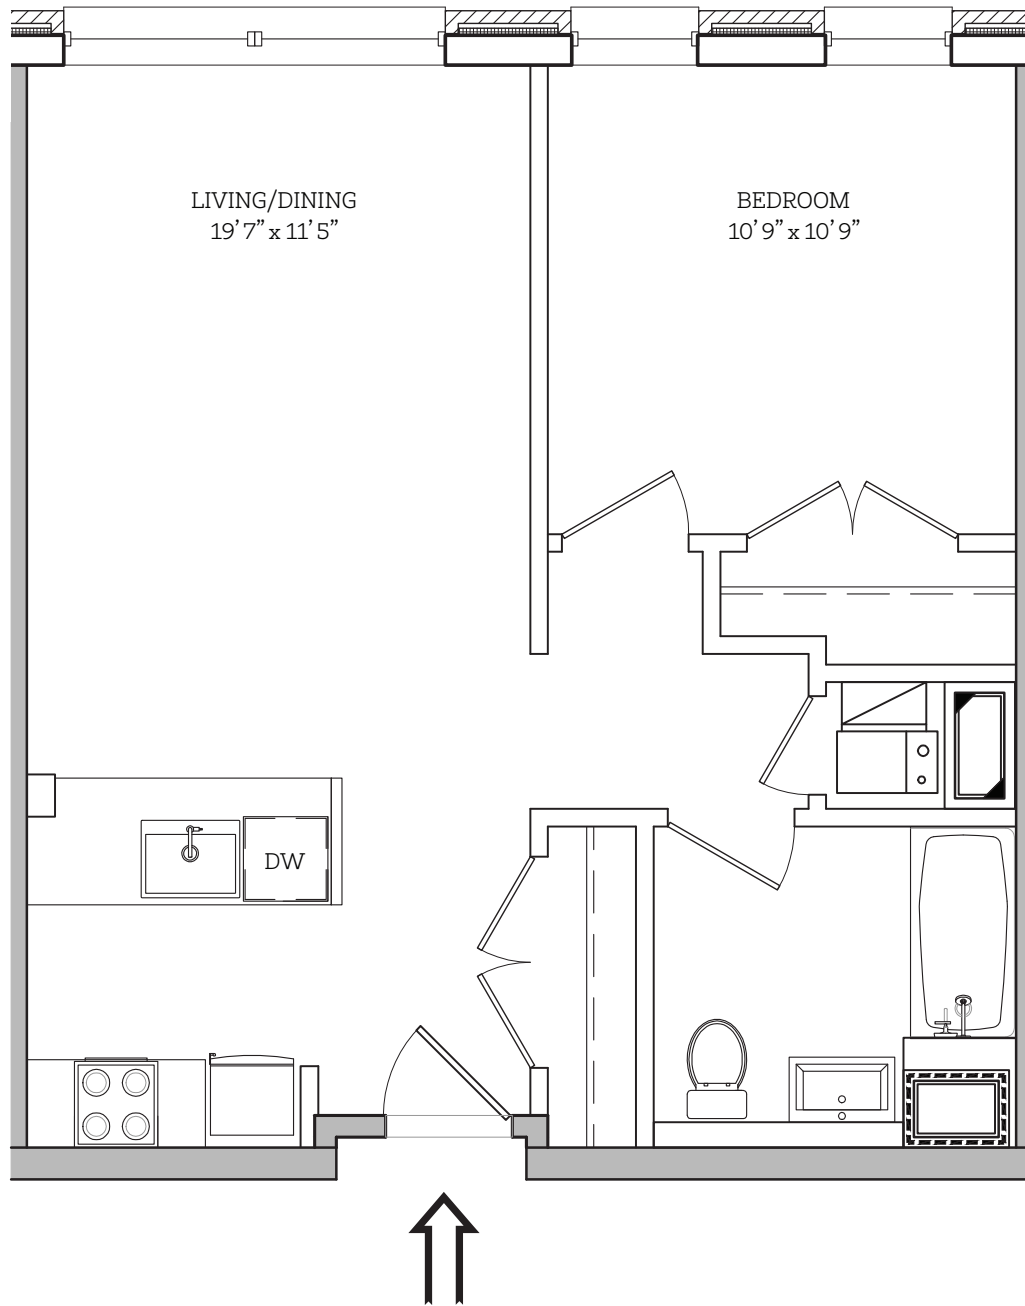 LIVING/DINING
19’7” x 11’5”
BEDROOM
10’9” x 10’9”
DW